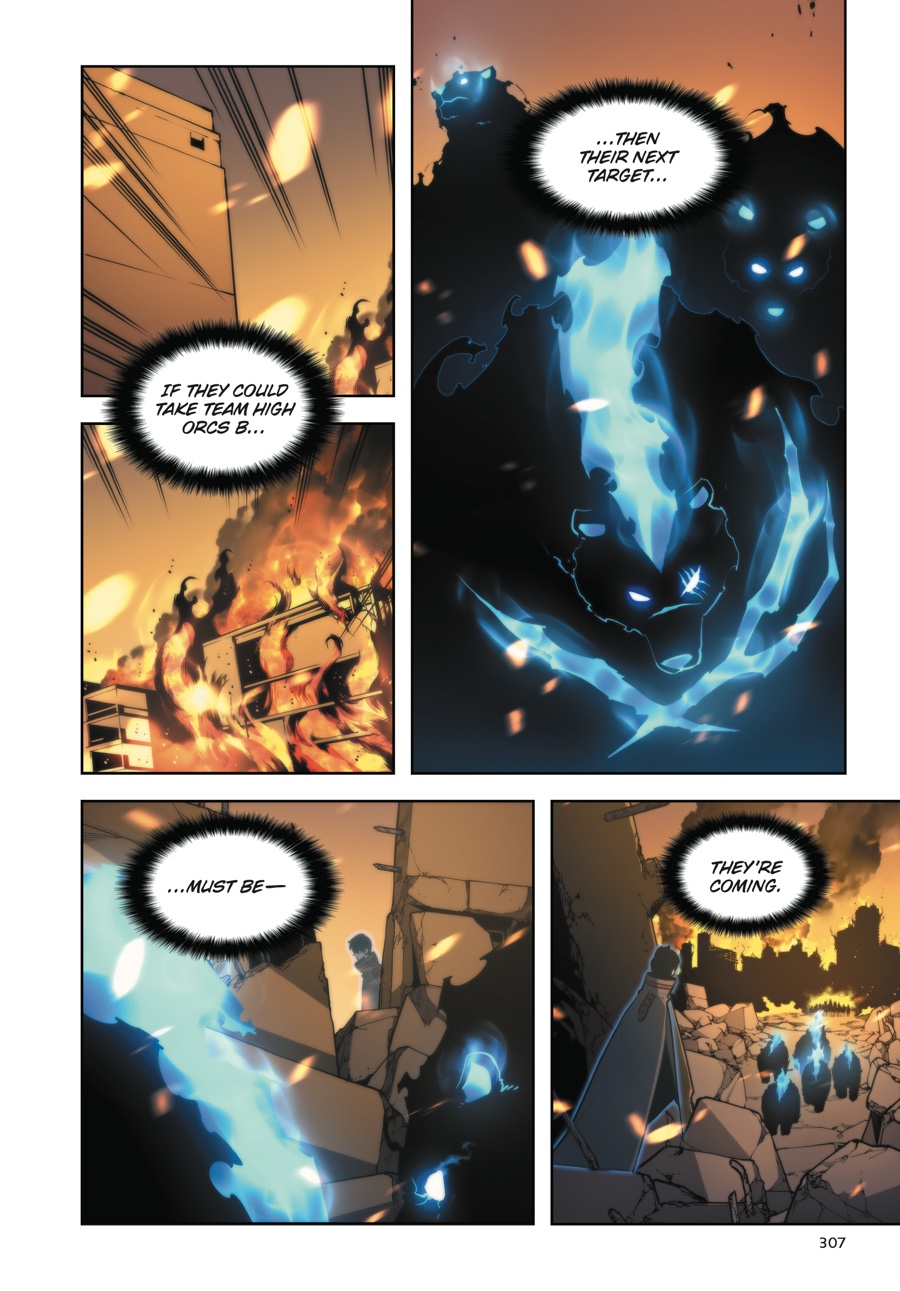 IF THEY COULD
TAKE TEAM HIGH
ORCS B...
...THEN
THEIR NEXT
TARGET...
...MUST BE—
THEY'RE
COMING.
307